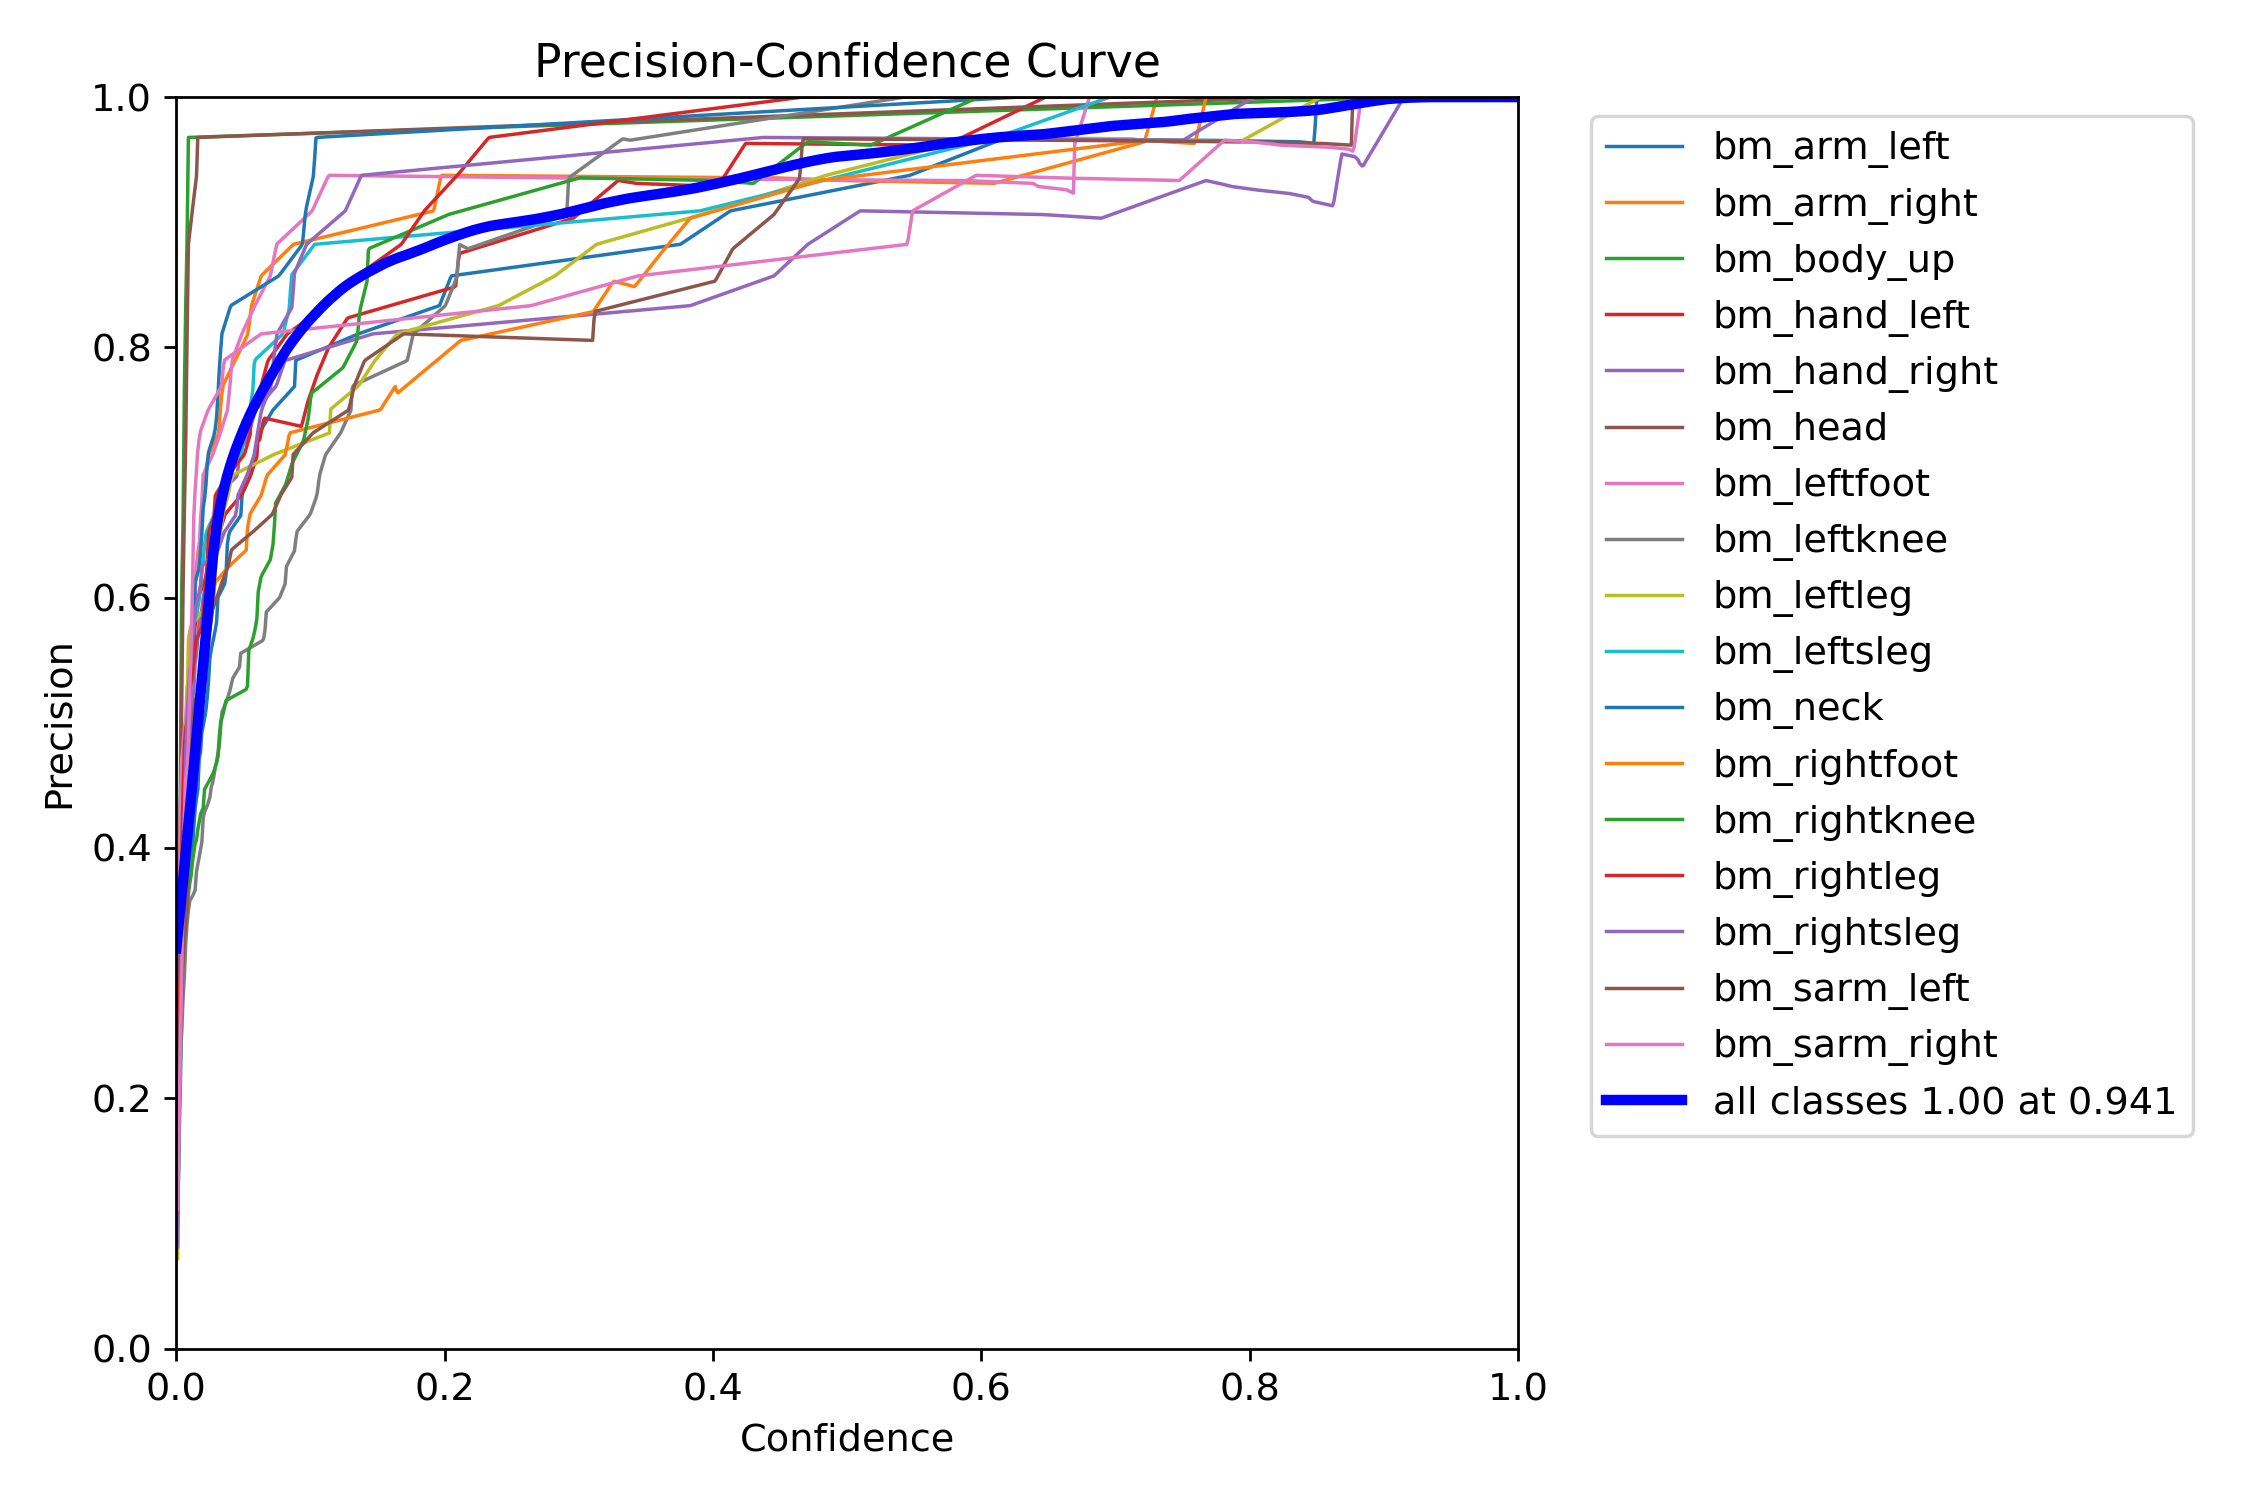 Precision-Confidence Curve
1.0
0.8
0.6
0.4
0.2
0.0
Precision
0.0 0.2 0.4 0.6 0.8 1.0
Confidence
bm_arm_left
bm_arm_right
bm_body_up
bm_hand_left
bm_hand_right
bm_head
bm_leftfoot
bm_leftknee
bm_leftleg
bm_leftsleg
bm_neck
bm_rightfoot
bm_rightknee
bm_rightleg
bm_rightsleg
bm_sarm_left
bm_sarm_right
all classes 1.00 at 0.941